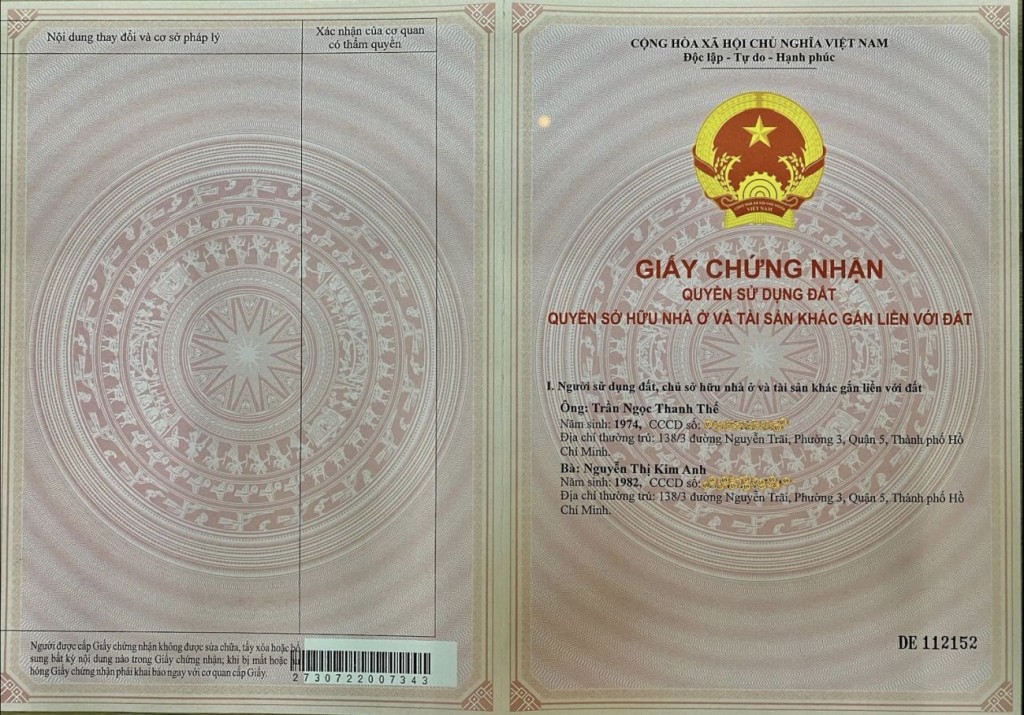 Nội dung thay đổi và cơ sở pháp lý
Xác nhận của cơ quan
có thẩm quyền
Người được cấp Giấy chứng nhận không được sửa chữa, tẩy xóa hoặc bổ
sung bất kỳ nội dung nào trong Giấy chứng nhận; khi bị mất hoặc hư
hỏng Giấy chứng nhận phải khai báo ngay với cơ quan cấp Giấy.
2730722007343
CỘNG HÒA XÃ HỘI CHỦ NGHĨA VIỆT NAM
Độc lập - Tự do - Hạnh phúc
VIỆT NAM
GIẤY CHỨNG NHẬN
QUYỀN SỬ DỤNG ĐẤT
QUYỀN SỞ HỮU NHÀ Ở VÀ TÀI SẢN KHÁC GẮN LIỀN VỚI ĐẤT
I. Người sử dụng đất, chủ sở hữu nhà ở và tài sản khác gắn liền với đất
Ông: Trần Ngọc Thanh Thế
Năm sinh: 1974, CCCD số:
Địa chỉ thường trú: 138/3 đường Nguyễn Trãi, Phường 3, Quận 5, Thành phố Hồ
Chí Minh.
Bà: Nguyễn Thị Kim Anh
Năm sinh: 1982, CCCD số:
Địa chỉ thường trú: 138/3 đường Nguyễn Trãi, Phường 3, Quận 5, Thành phố Hồ
Chí Minh.
DE 112152